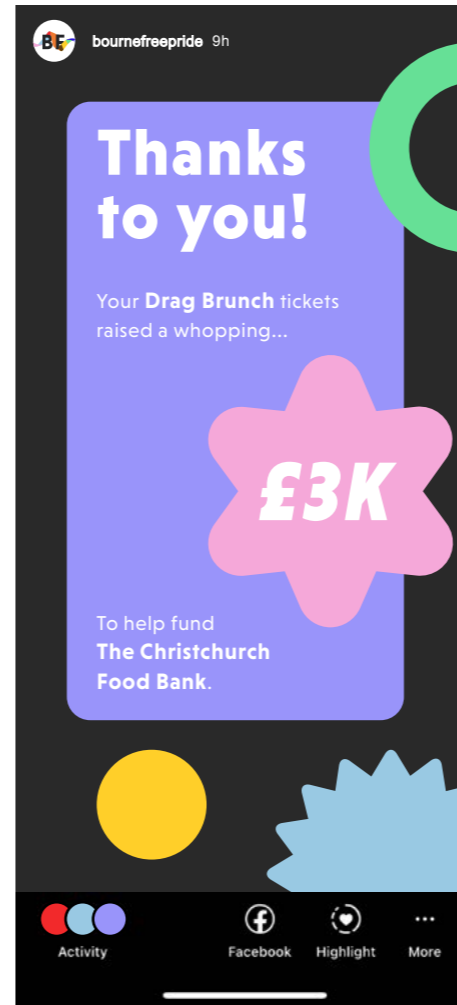 BF
bournefreepride 9h
Thanks
to you!
Your Drag Brunch tickets
raised a whopping...
£3K
To help fund
The Christchurch
Food Bank.
Activity
Facebook
Highlight
More